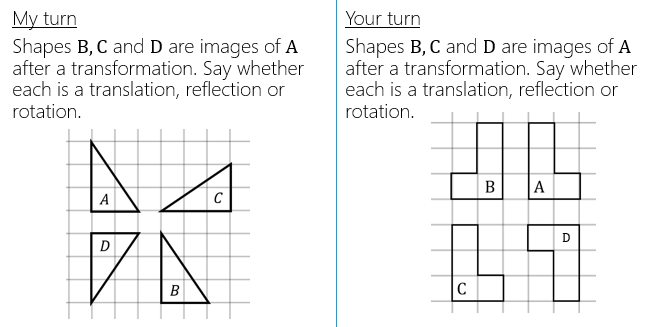 My turn
Shapes B, C and D are images of A
after a transformation. Say whether
each is a translation, reflection or
rotation.
A
C
D
B
Your turn
Shapes B, C and D are images of A
after a transformation. Say whether
each is a translation, reflection or
rotation.
B
A
D
C